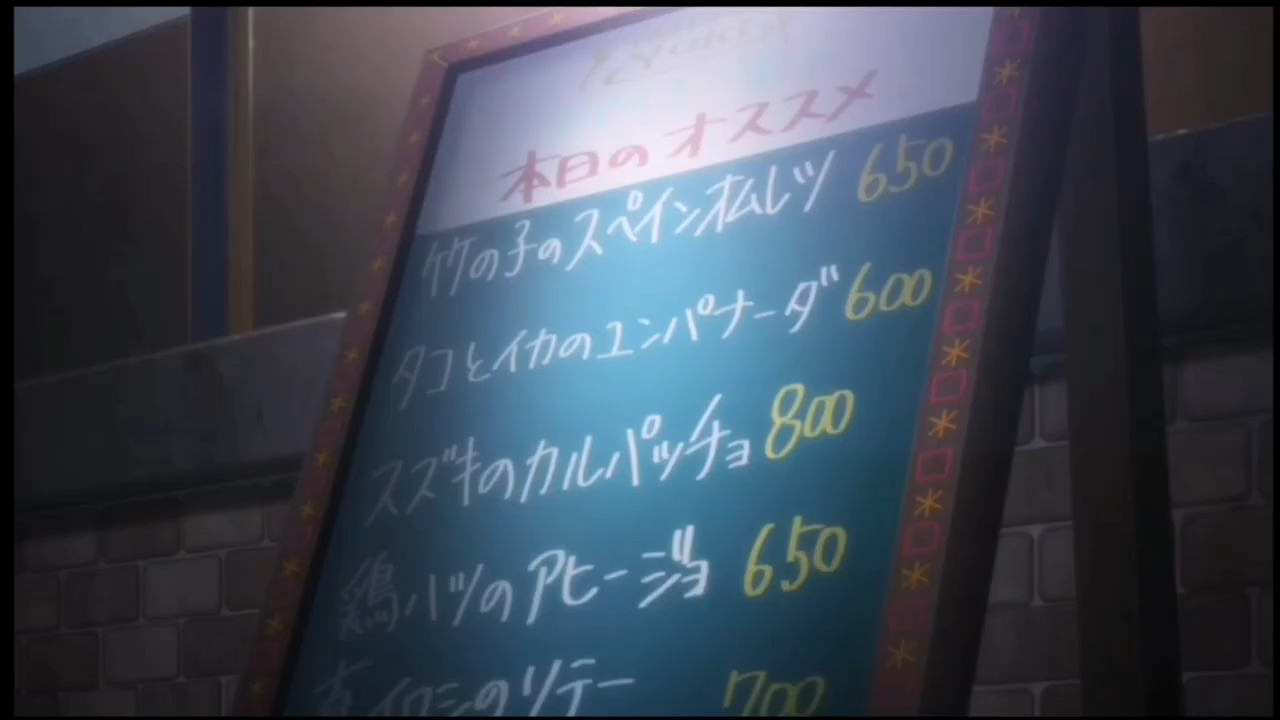 本日のオススメ
竹の子のスペインオムレツ 650
タコとイカのエンパナーダ 600
スズキのカルパッチョ 800
鶏ハツのアヒージョ 650
真イワシのソテー 700